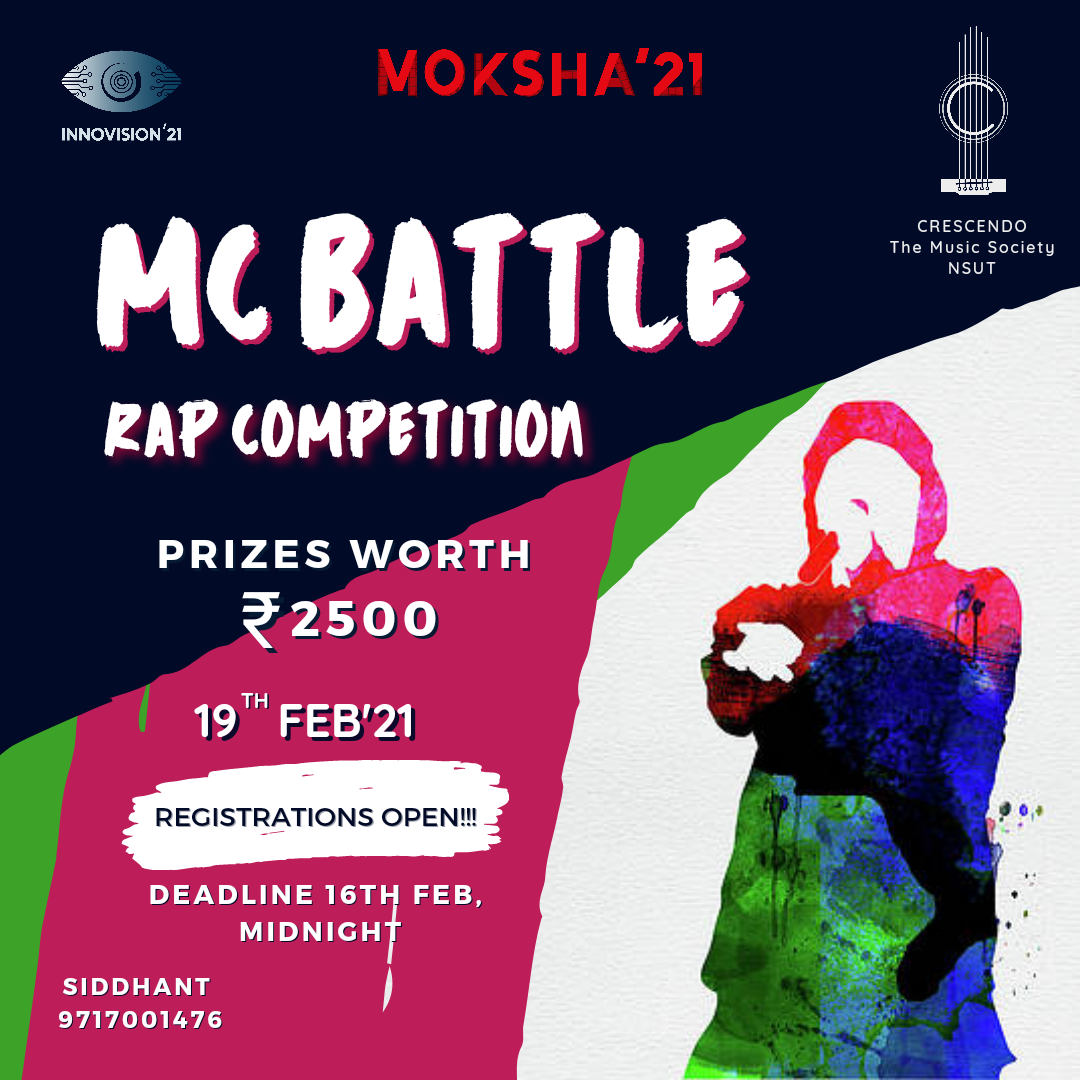 MOKSHA'21
INNOVISION'21
CRESCENDO
The Music Society
NSUT
MC BATTLE
RAP COMPETITION
PRIZES WORTH
₹2500
19TH FEB'21
REGISTRATIONS OPEN!!!
DEADLINE 16TH FEB,
MIDNIGHT
SIDDHANT
9717001476